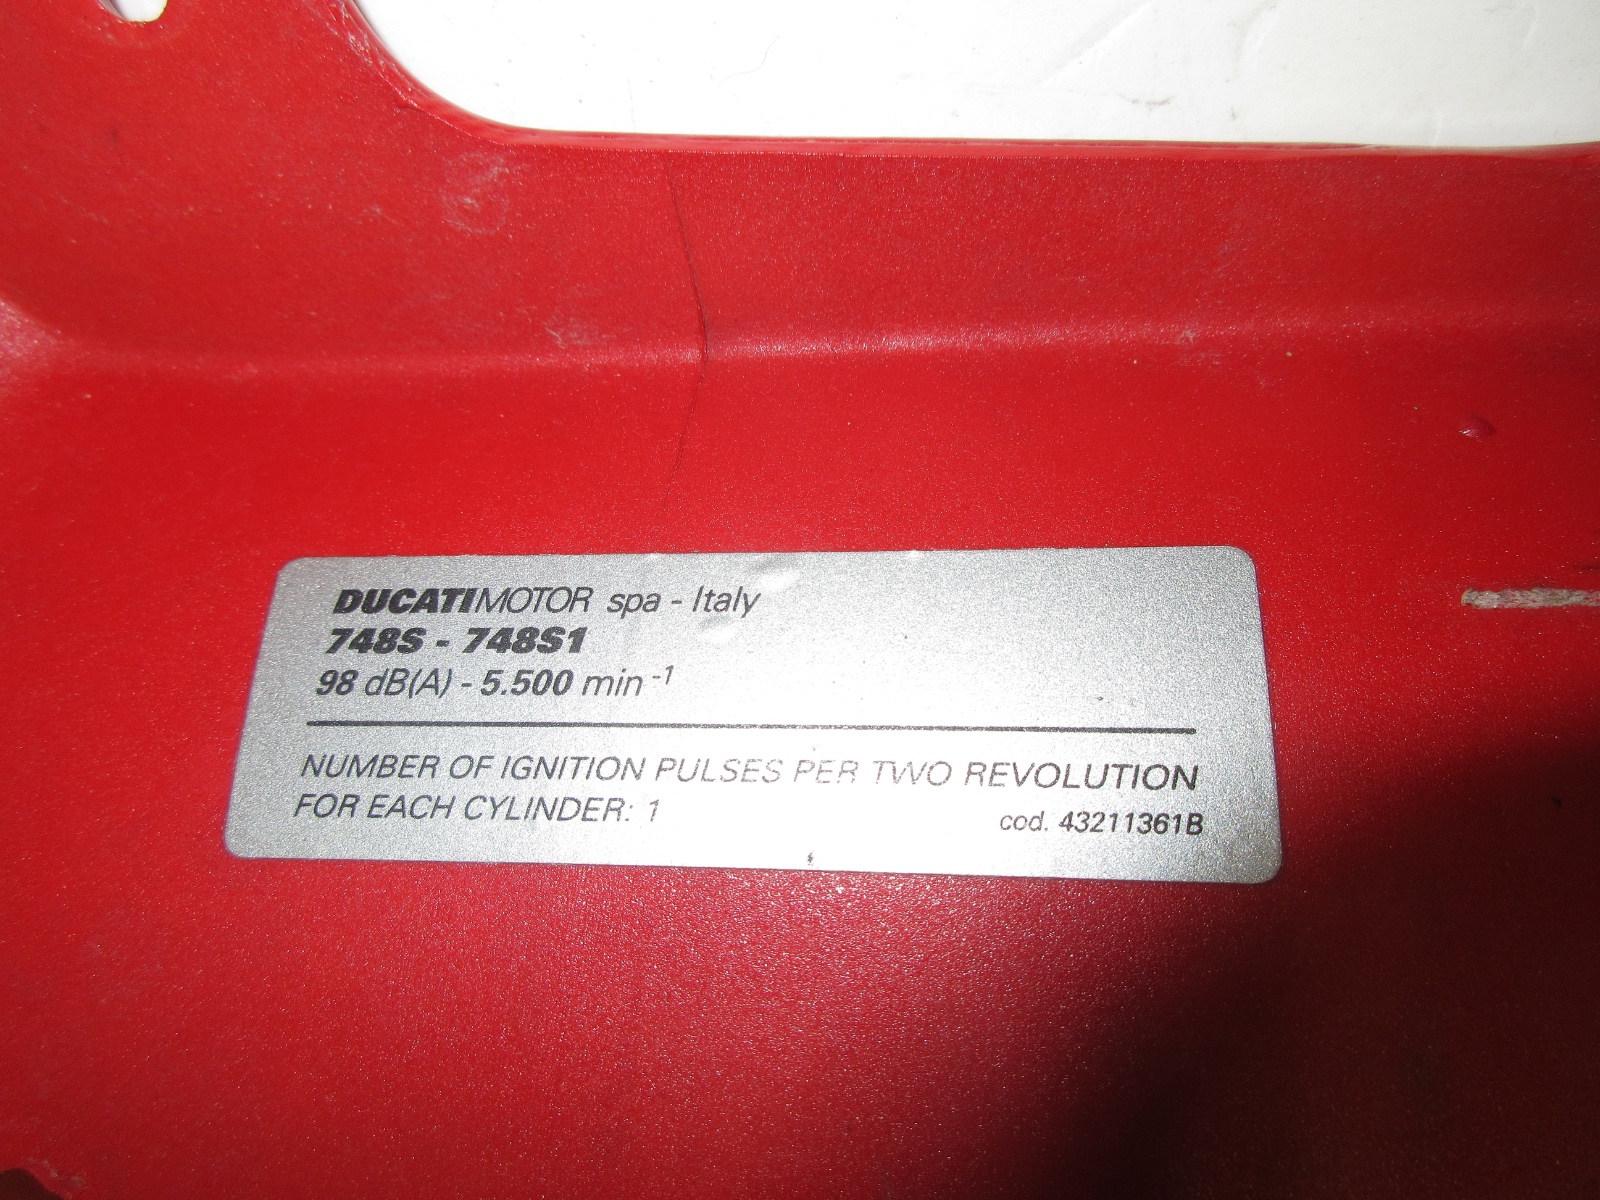 DUCATIMOTOR spa - Italy
748S - 748S1
98 dB(A) - 5.500 min⁻¹
NUMBER OF IGNITION PULSES PER TWO REVOLUTION
FOR EACH CYLINDER: 1
cod. 43211361B